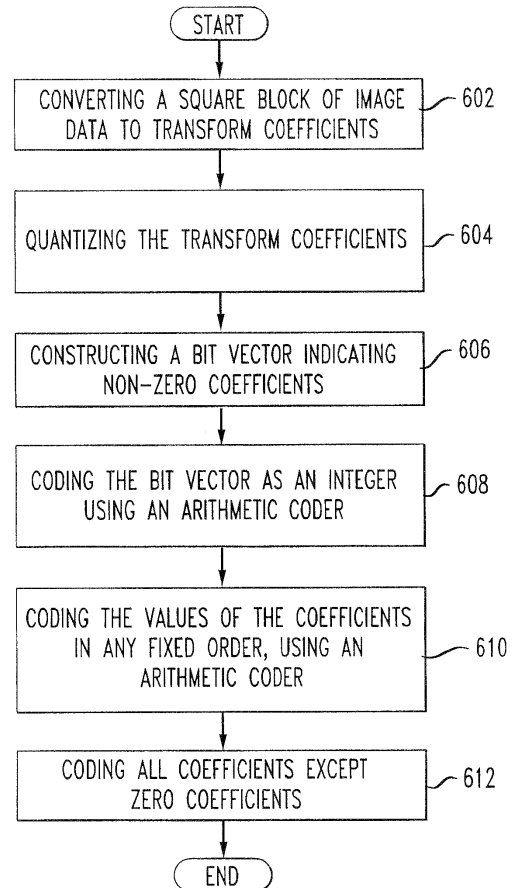 START
CONVERTING A SQUARE BLOCK OF IMAGE
DATA TO TRANSFORM COEFFICIENTS
602
QUANTIZING THE TRANSFORM COEFFICIENTS
604
CONSTRUCTING A BIT VECTOR INDICATING
NON-ZERO COEFFICIENTS
606
CODING THE BIT VECTOR AS AN INTEGER
USING AN ARITHMETIC CODER
608
CODING THE VALUES OF THE COEFFICIENTS
IN ANY FIXED ORDER, USING AN
ARITHMETIC CODER
610
CODING ALL COEFFICIENTS EXCEPT
ZERO COEFFICIENTS
612
END